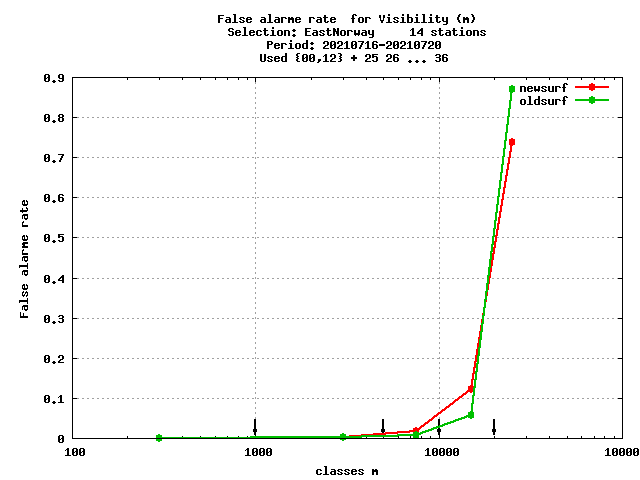 False alarme rate  for Visibility (m)
Selection: EastNorway     14 stations
Period: 20210716-20210720
Used {00,12} + 25 26 ... 36
newsurf
oldsurf
0.9
0.8
0.7
0.6
0.5
0.4
0.3
0.2
0.1
0
False alarme rate
100
1000
10000
10000
classes m